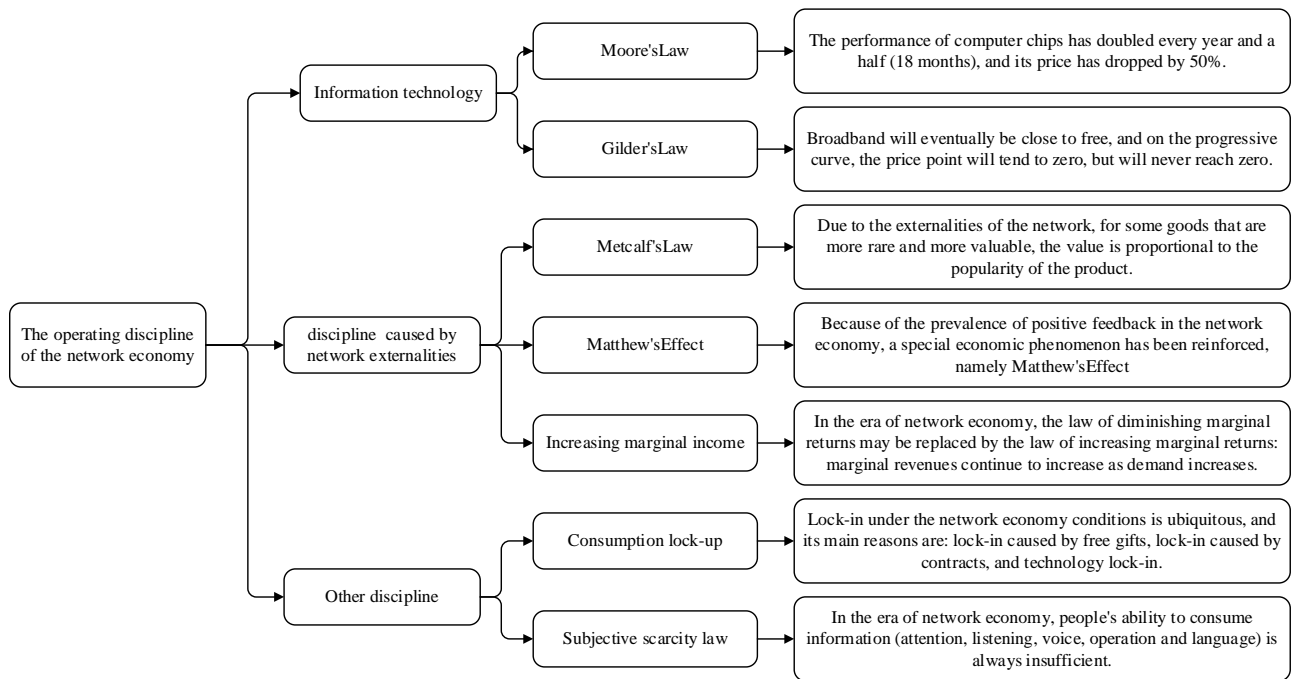 The operating discipline
of the network economy
Information technology
Moore'sLaw
The performance of computer chips has doubled every year and a
half (18 months), and its price has dropped by 50%.
Gilder'sLaw
Broadband will eventually be close to free, and on the progressive
curve, the price point will tend to zero, but will never reach zero.
discipline caused by
network externalities
Metcalf'sLaw
Due to the externalities of the network, for some goods that are
more rare and more valuable, the value is proportional to the
popularity of the product.
Matthew'sEffect
Because of the prevalence of positive feedback in the network
economy, a special economic phenomenon has been reinforced,
namely Matthew'sEffect
Increasing marginal income
In the era of network economy, the law of diminishing marginal
returns may be replaced by the law of increasing marginal returns:
marginal revenues continue to increase as demand increases.
Other discipline
Consumption lock-up
Lock-in under the network economy conditions is ubiquitous, and
its main reasons are: lock-in caused by free gifts, lock-in caused by
contracts, and technology lock-in.
Subjective scarcity law
In the era of network economy, people's ability to consume
information (attention, listening, voice, operation and language) is
always insufficient.